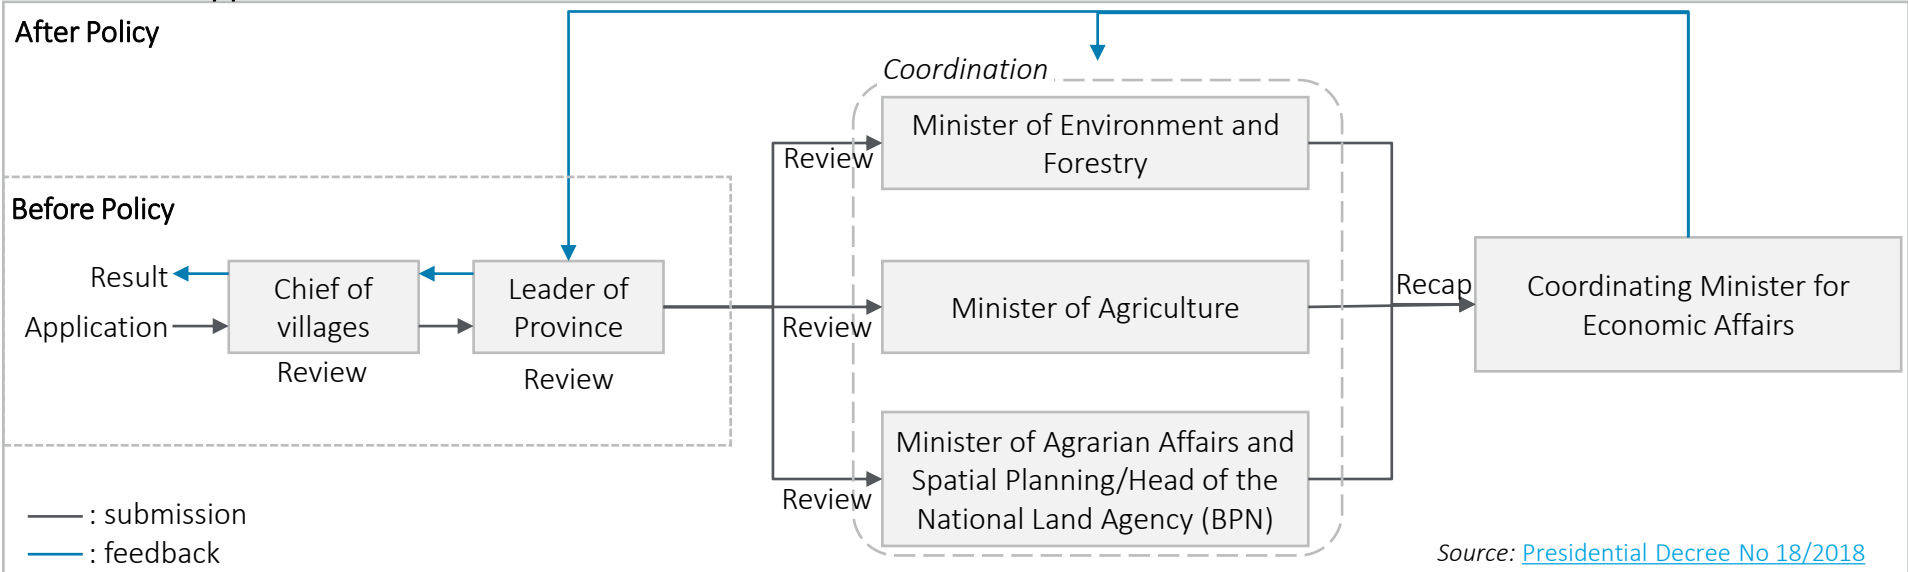 After Policy
Coordination
Minister of Environment and
Forestry
Review
Before Policy
Result
Application
Chief of
villages
Review
Leader of
Province
Review
Review
Minister of Agriculture
Recap
Coordinating Minister for
Economic Affairs
Review
Minister of Agrarian Affairs and
Spatial Planning/Head of the
National Land Agency (BPN)
: submission
: feedback
Source: Presidential Decree No 18/2018